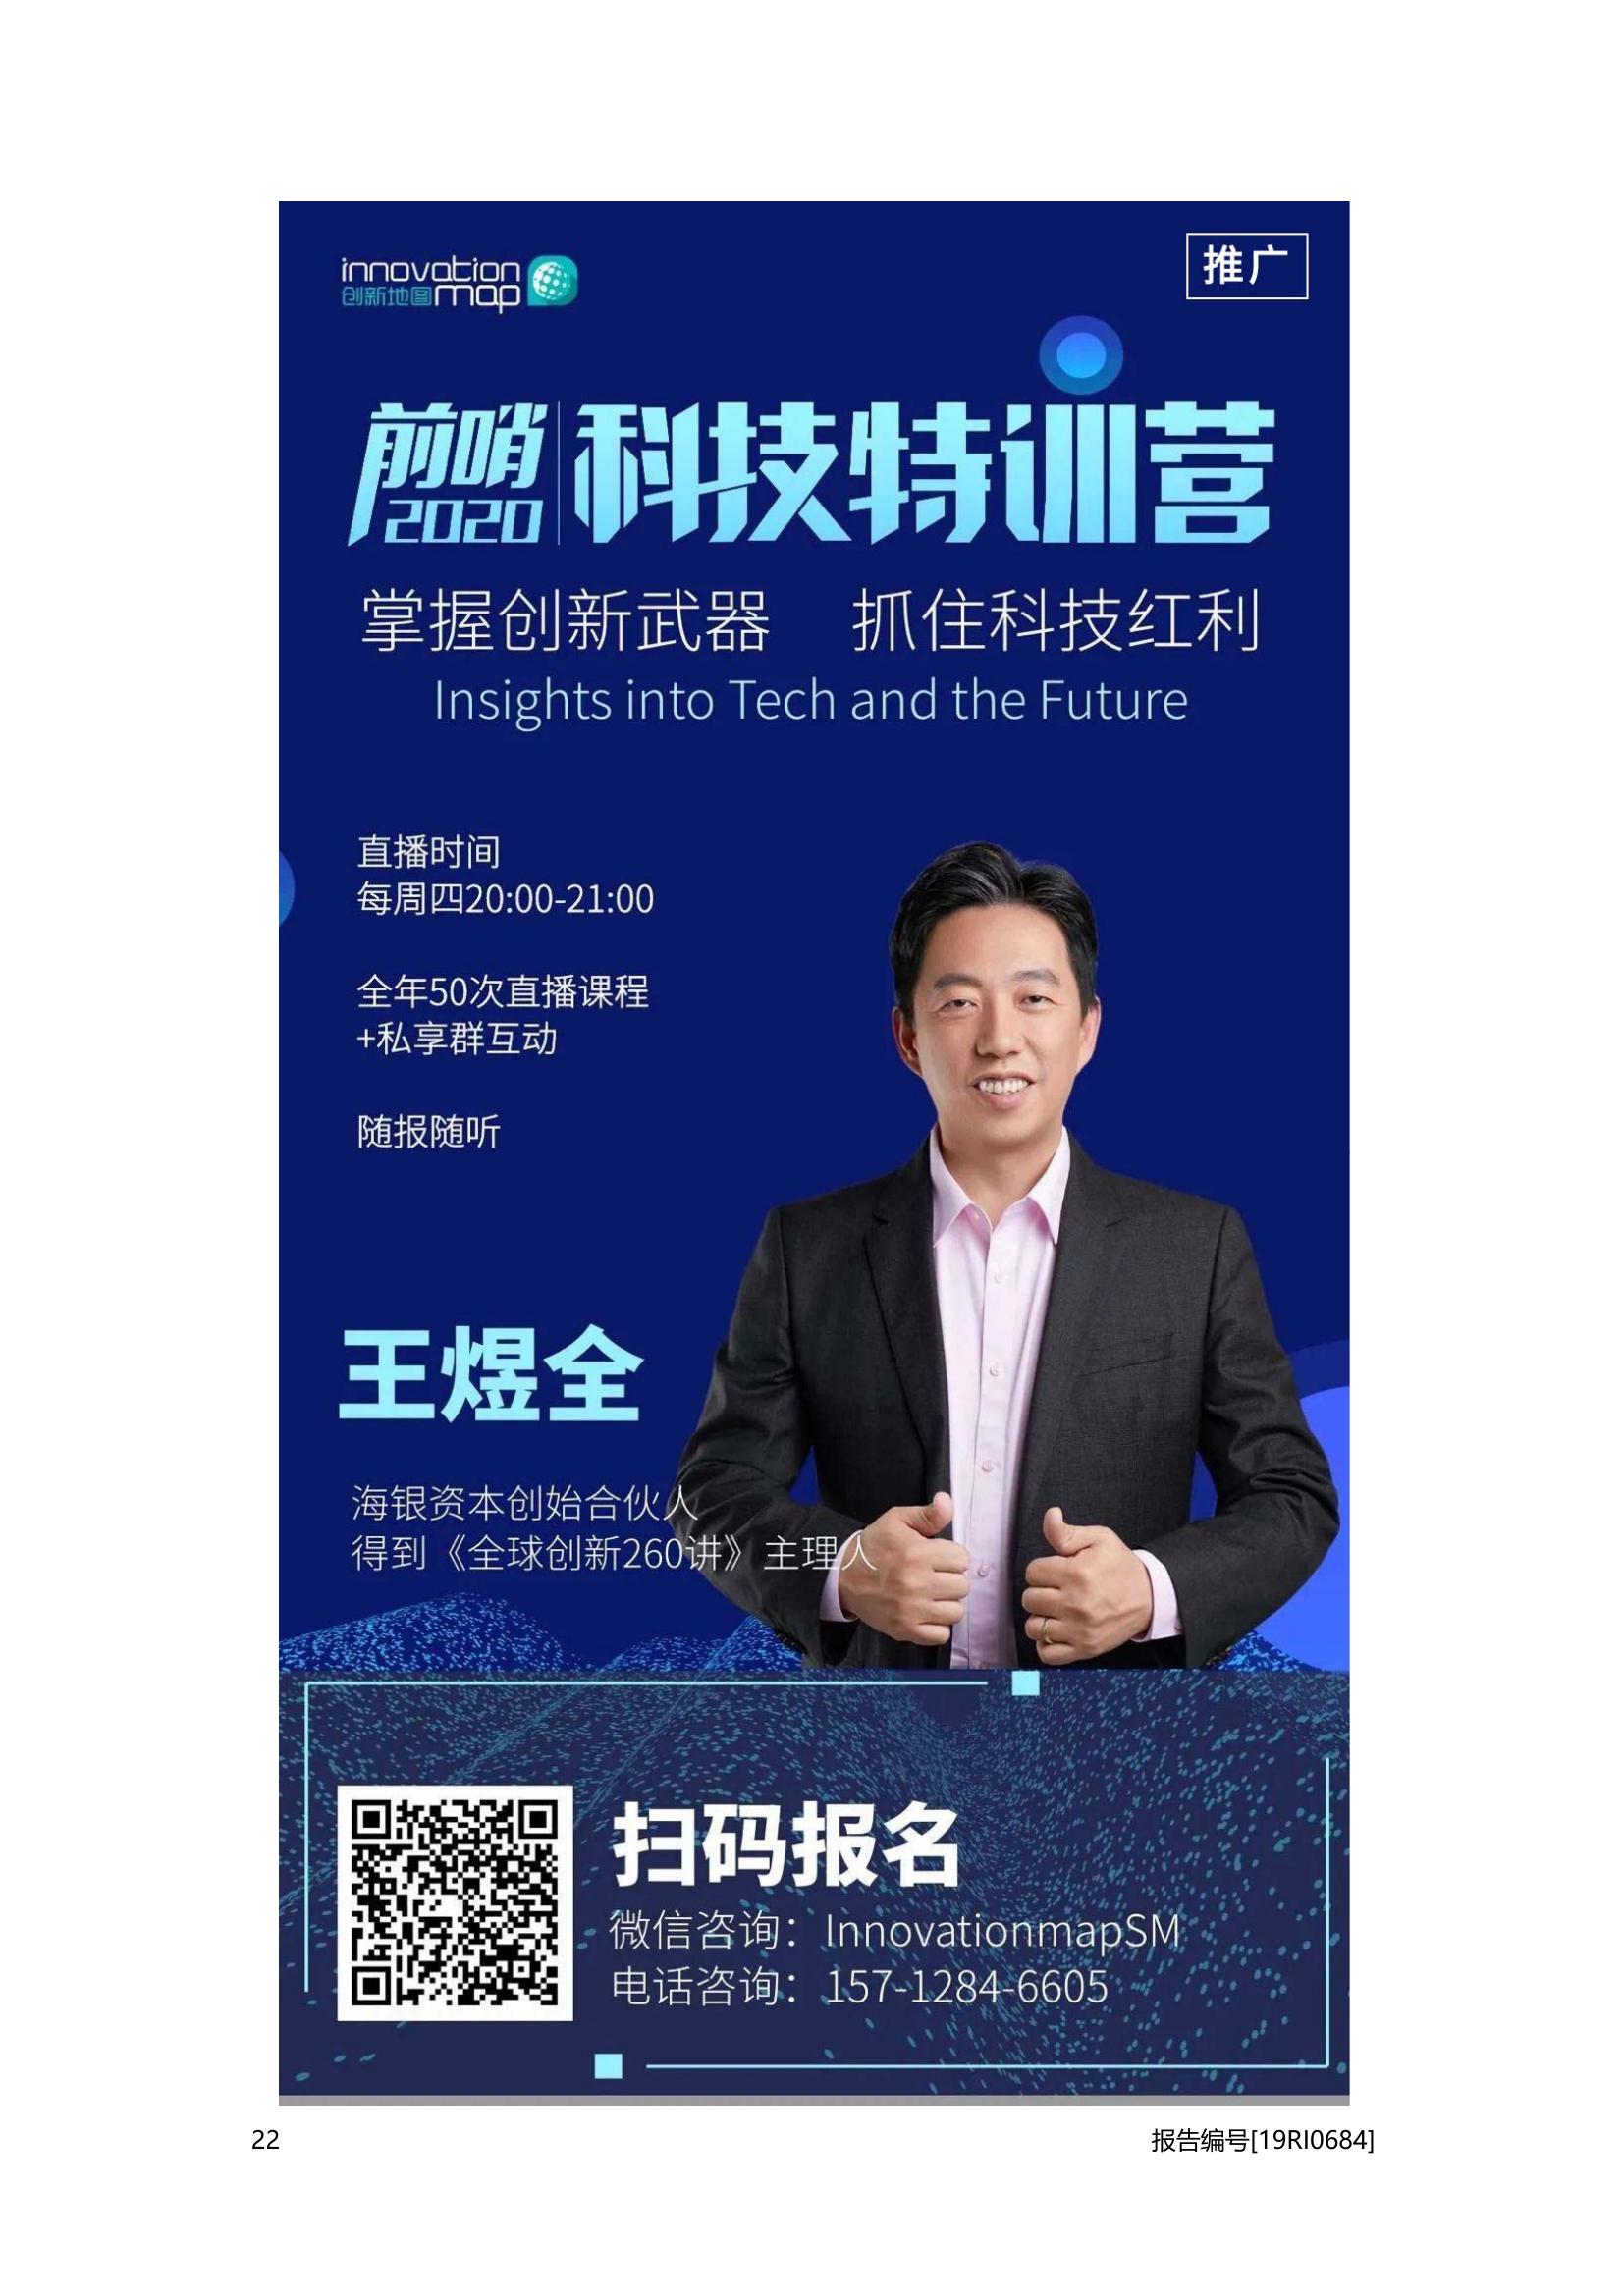 innovation
创新地图map
推广
前哨
2020
科技特训营
掌握创新武器 抓住科技红利
Insights into Tech and the Future
直播时间
每周四20:00-21:00
全年50次直播课程
+私享群互动
随报随听
王煜全
海银资本创始合伙人
得到《全球创新260讲》主理人
扫码报名
微信咨询：InnovationmapSM
电话咨询：157-1284-6605
22
报告编号[19RI0684]